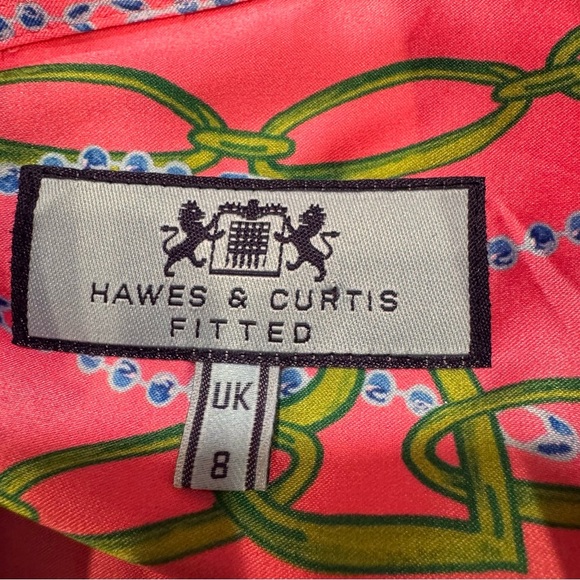 HAWES & CURTIS
FITTED
UK
8